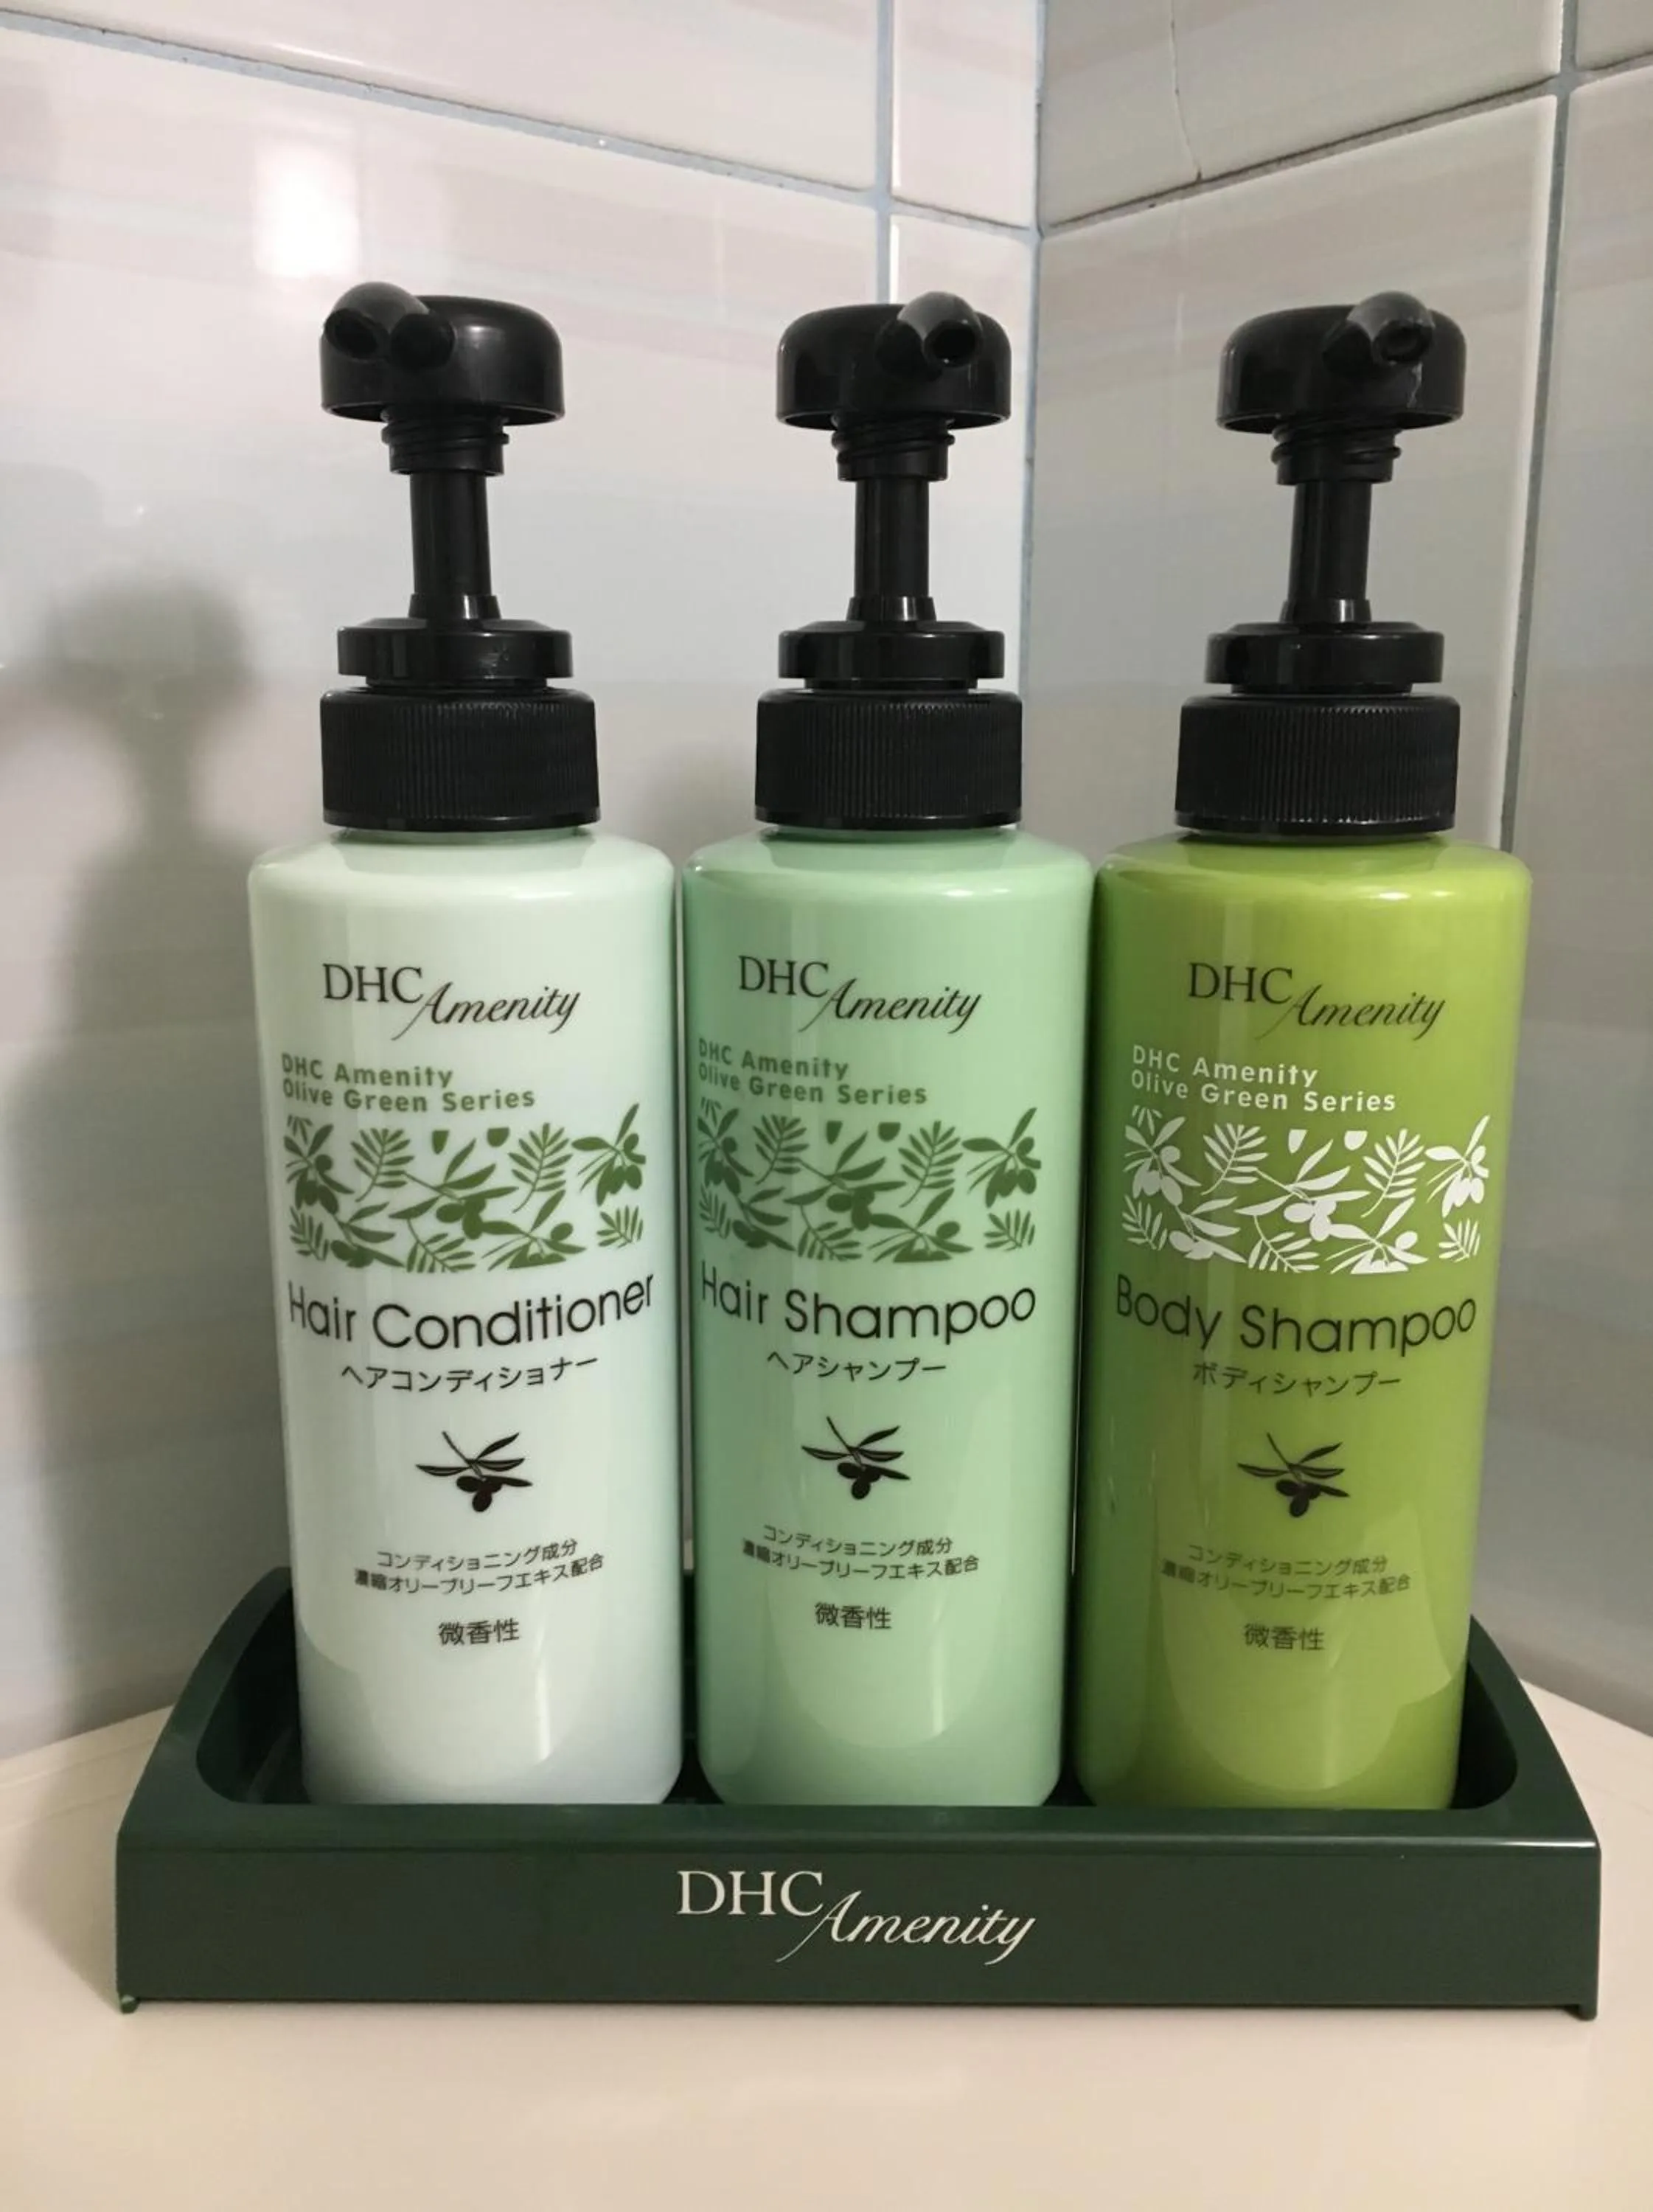 DHC Amenity
DHC Amenity
Olive Green Series
Hair Conditioner
ヘアコンディショナー
コンディショニング成分
濃縮オリーブリーフエキス配合
微香性
DHC Amenity
DHC Amenity
Olive Green Series
Hair Shampoo
ヘアシャンプー
コンディショニング成分
濃縮オリーブリーフエキス配合
微香性
DHC Amenity
DHC Amenity
Olive Green Series
Body Shampoo
ボディシャンプー
コンディショニング成分
濃縮オリーブリーフエキス配合
微香性
DHC Amenity